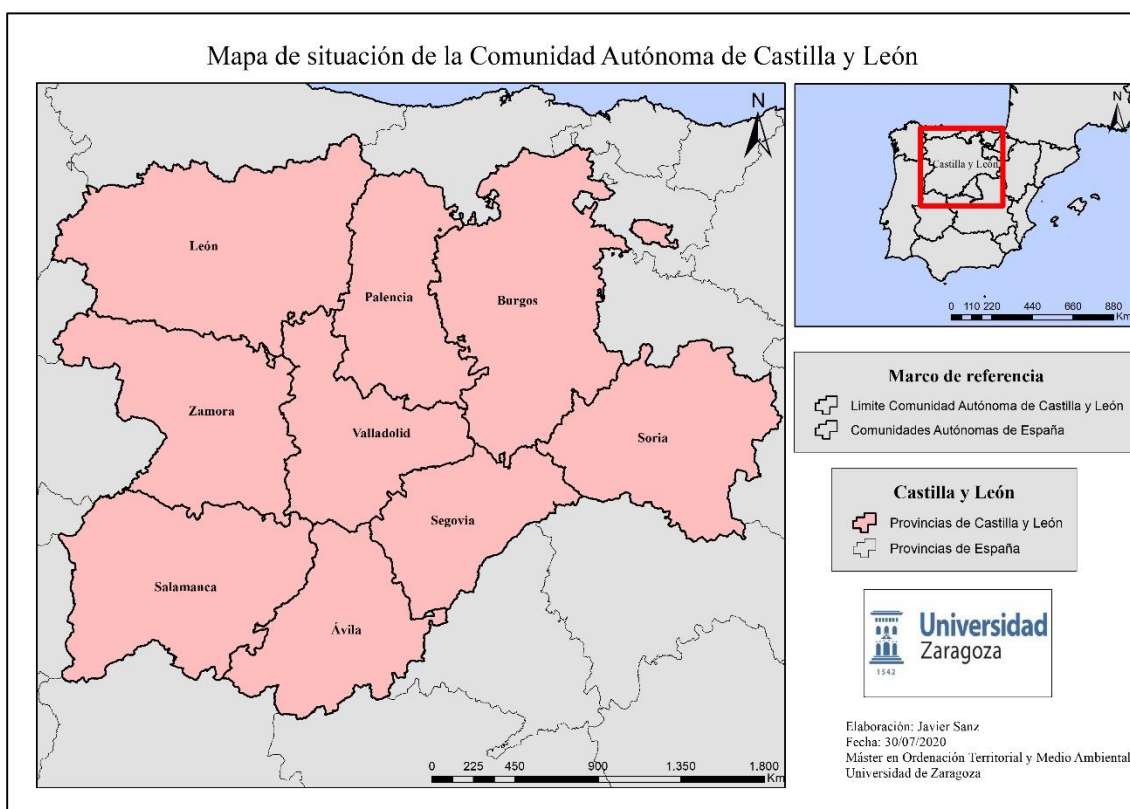 Mapa de situación de la Comunidad Autónoma de Castilla y León
N
León
Palencia
Burgos
Zamora
Valladolid
Soria
Segovia
Salamanca
Ávila
0 225 450 900 1.350 1.800
Km
N
Castilla y León
0 110 220 440 660 880
Km
Marco de referencia
Limite Comunidad Autónoma de Castilla y León
Comunidades Autónomas de España
Castilla y León
Provincias de Castilla y León
Provincias de España
Universidad
Zaragoza
1542
Elaboración: Javier Sanz
Fecha: 30/07/2020
Máster en Ordenación Territorial y Medio Ambiental
Universidad de Zaragoza